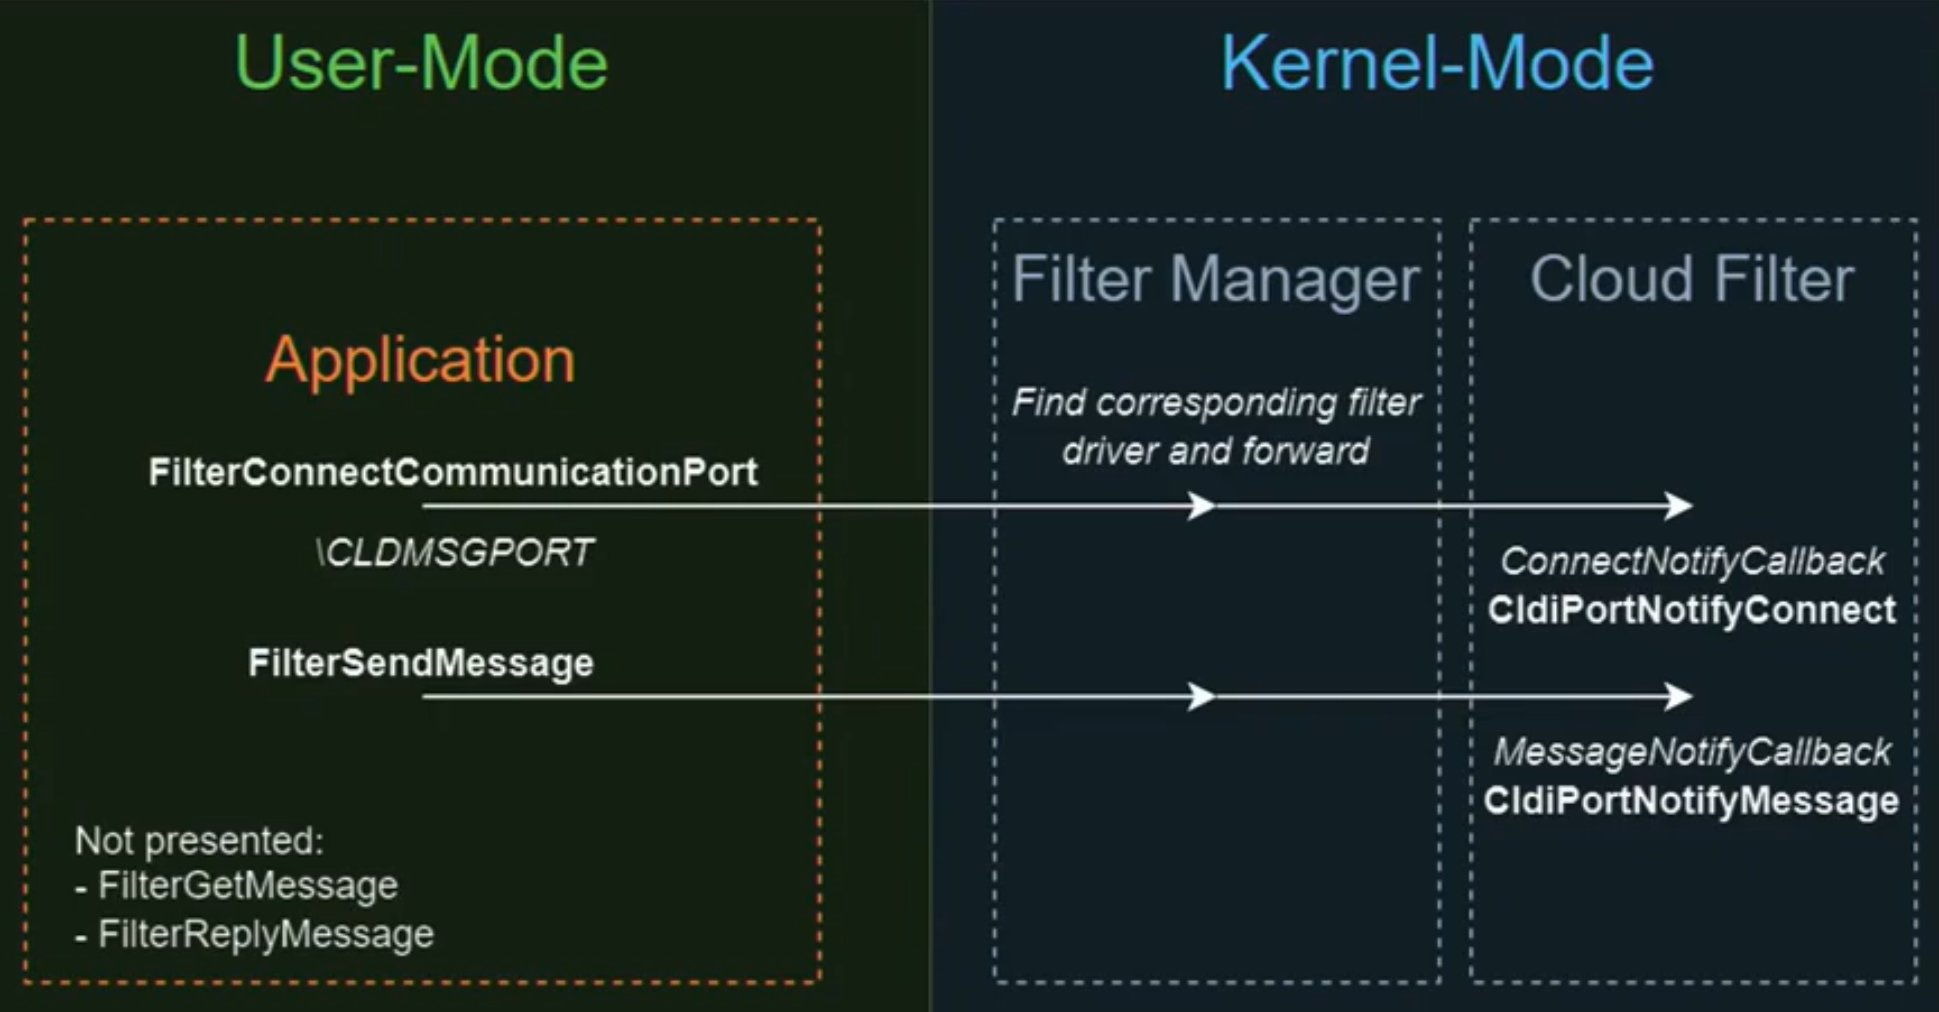 User-Mode
Kernel-Mode
Application
FilterConnectCommunicationPort
\CLDMSGPORT
FilterSendMessage
Not presented:
- FilterGetMessage
- FilterReplyMessage
Filter Manager
Find corresponding filter
driver and forward
Cloud Filter
ConnectNotifyCallback
CldiPortNotifyConnect
MessageNotifyCallback
CldiPortNotifyMessage